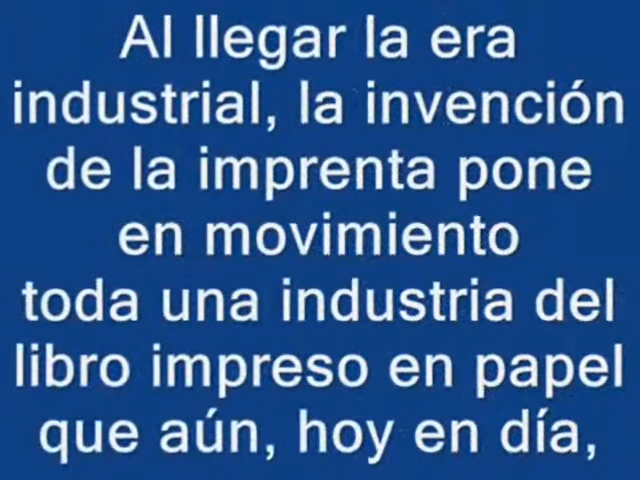 Al llegar la era
industrial, la invención
de la imprenta pone
en movimiento
toda una industria del
libro impreso en papel
que aún, hoy en día,